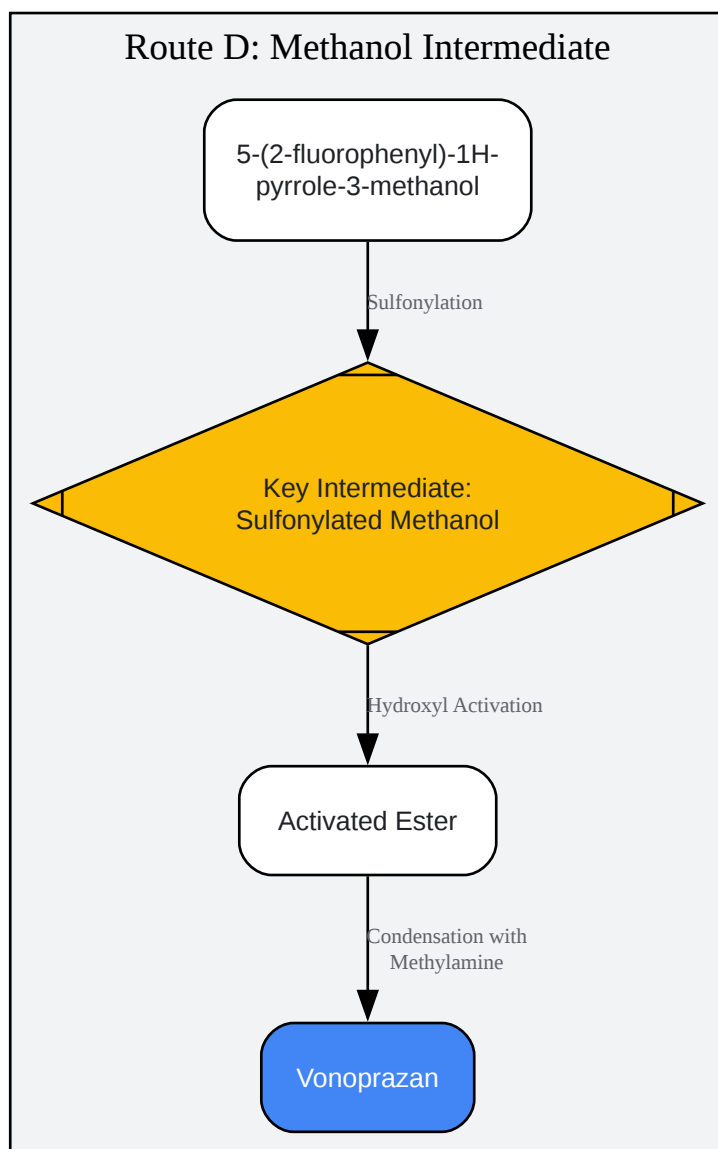 Route D: Methanol Intermediate
5-(2-fluorophenyl)-1H-
pyrrole-3-methanol
Sulfonylation
Key Intermediate:
Sulfonylated Methanol
Hydroxyl Activation
Activated Ester
Condensation with
Methylamine
Vonoprazan